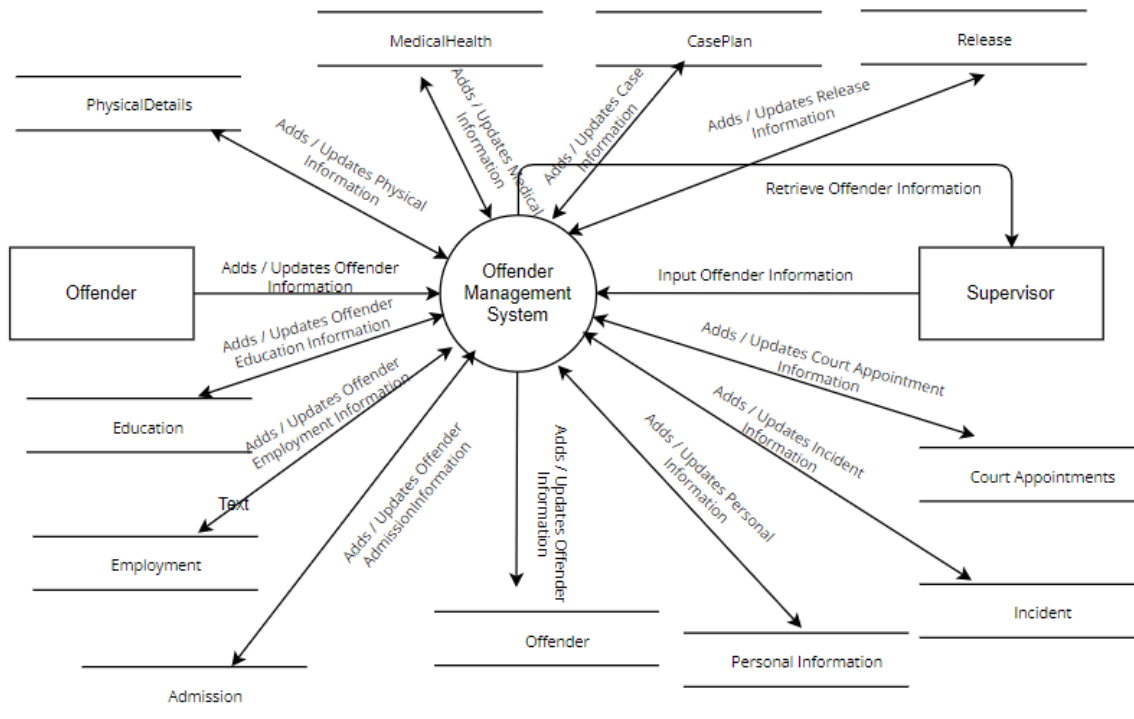 MedicalHealth
CasePlan
Release
PhysicalDetails
Adds / Updates Physical
Information
Adds / Updates Medical
Information
Adds / Updates Case
Information
Adds / Updates Release
Information
Retrieve Offender Information
Offender
Adds / Updates Offender
Information
Offender
Management
System
Input Offender Information
Supervisor
Adds / Updates Offender
Education Information
Education
Adds / Updates Offender
Employment Information
Text
Employment
Adds / Updates Offender
AdmissionInformation
Admission
Adds / Updates Offender
Information
Offender
Adds / Updates Personal
Information
Personal Information
Adds / Updates Incident
Information
Incident
Adds / Updates Court Appointment
Information
Court Appointments